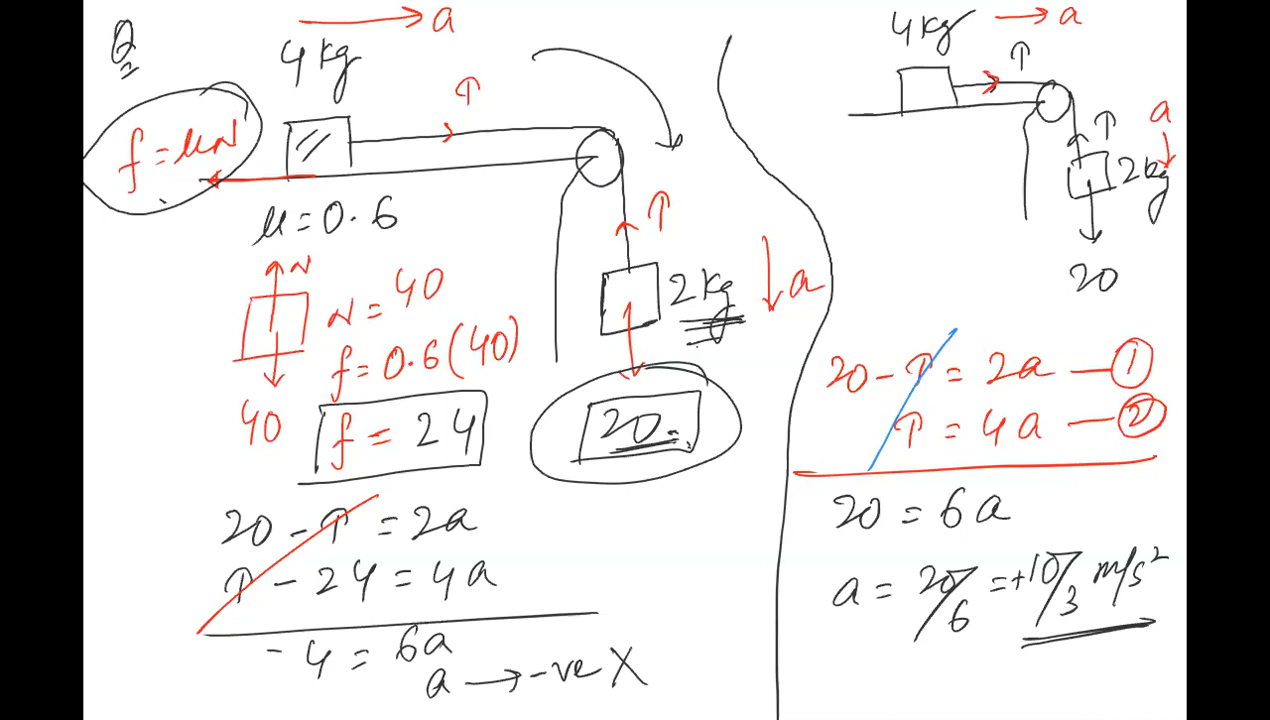 Q
→ a
4 kg
T
f = μN
μ = 0.6
T
N
N = 40
2 kg
↓ a
f = 0.6 (40)
40
f = 24
20
20 - T = 2a
T - 24 = 4a
- 4 = 6a
a → -ve X
4 kg
→ a
T
a
T
2 kg
20
20 - T = 2a — 1
T = 4a — 2
20 = 6a
a = 20/6 = +10/3 m/s²